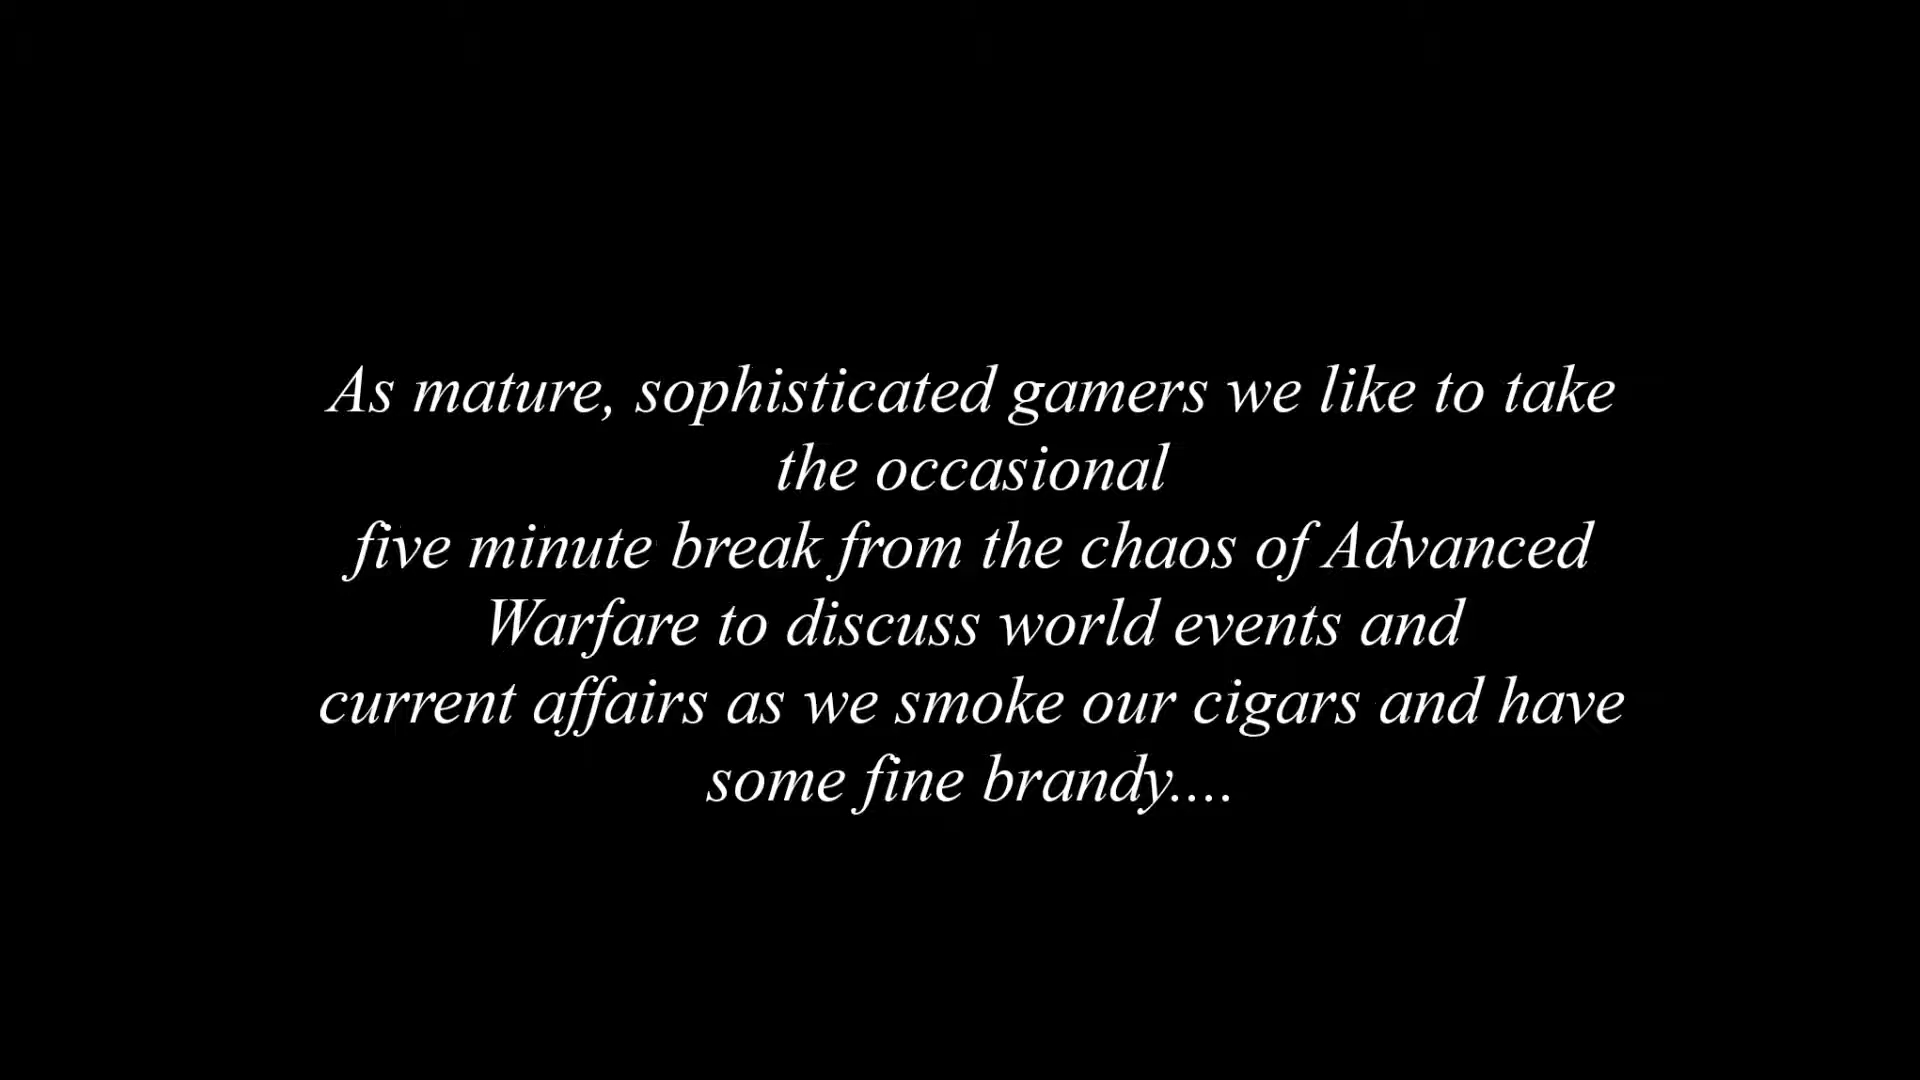 As mature, sophisticated gamers we like to take
the occasional
five minute break from the chaos of Advanced
Warfare to discuss world events and
current affairs as we smoke our cigars and have
some fine brandy....